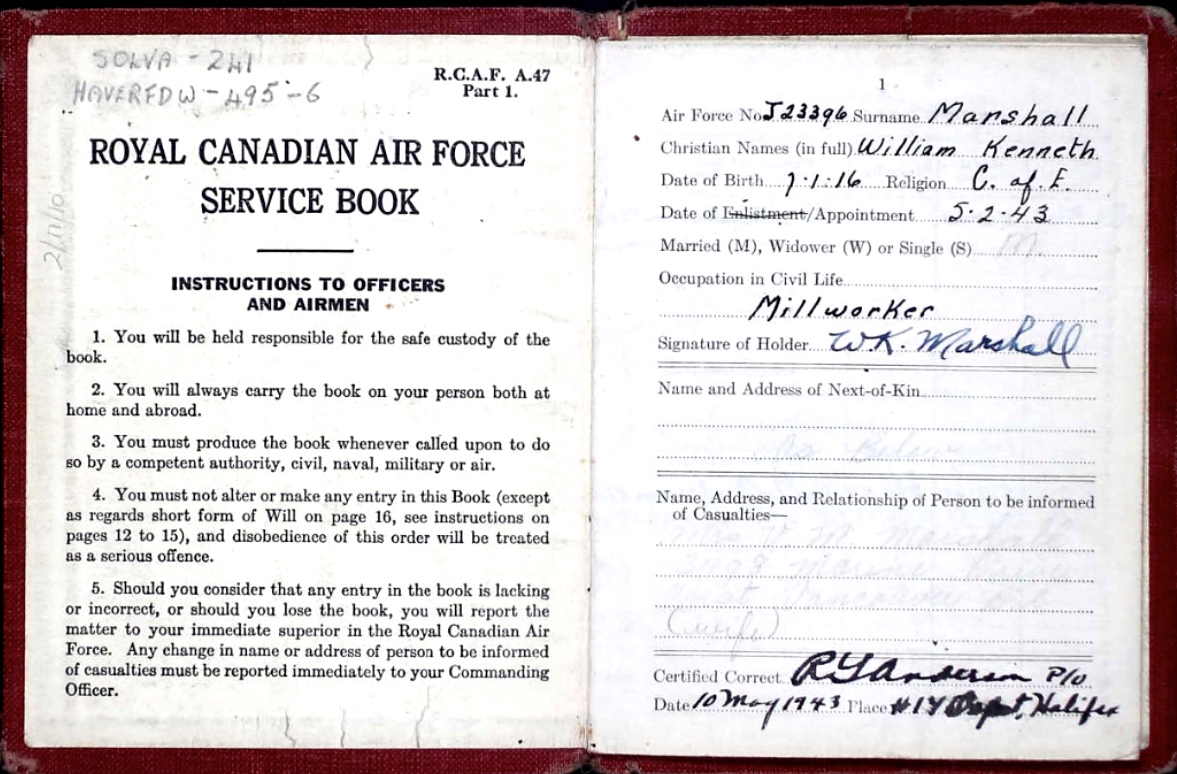 SOLVA - 241
HAVERFDW - 495 - 6
2/11/10
R.C.A.F. A.47
Part 1.
ROYAL CANADIAN AIR FORCE
SERVICE BOOK
INSTRUCTIONS TO OFFICERS
AND AIRMEN
1. You will be held responsible for the safe custody of the
book.
2. You will always carry the book on your person both at
home and abroad.
3. You must produce the book whenever called upon to do
so by a competent authority, civil, naval, military or air.
4. You must not alter or make any entry in this Book (except
as regards short form of Will on page 16, see instructions on
pages 12 to 15), and disobedience of this order will be treated
as a serious offence.
5. Should you consider that any entry in the book is lacking
or incorrect, or should you lose the book, you will report the
matter to your immediate superior in the Royal Canadian Air
Force. Any change in name or address of person to be informed
of casualties must be reported immediately to your Commanding
Officer.
1
Air Force No J23396 Surname Marshall
Christian Names (in full) William Kenneth
Date of Birth 7.1.16 Religion C. of E.
Date of Enlistment/Appointment 5.2.43
Married (M), Widower (W) or Single (S)
Occupation in Civil Life
Millworker
Signature of Holder W.K. Marshall
Name and Address of Next-of-Kin
As Below
Name, Address, and Relationship of Person to be informed
of Casualties—
(wife)
Certified Correct R Y Anderson P/O
Date 10 May 1943 Place #1Y Depot, Halifax